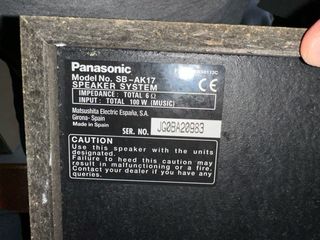 Panasonic
Model No. SB-AK17
SPEAKER SYSTEM
CE
IMPEDANCE : TOTAL 6 Ω
INPUT : TOTAL 100 W (MUSIC)
Matsushita Electric España, S.A.
Girona- Spain
Made in Spain
SER. NO. JG0BA20983
CAUTION
Use this speaker with the units
designated.
Failure to feed this caution may
result in malfunctioning or a fire.
Contact your dealer if you have
any queries.